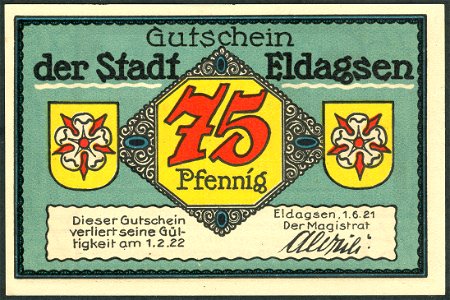 Gutschein
der Stadt Eldagsen
75
Pfennig
Dieser Gutschein
verliert seine Gül-
tigkeit am 1.2.22
Eldagsen, 1.6.21
Der Magistrat